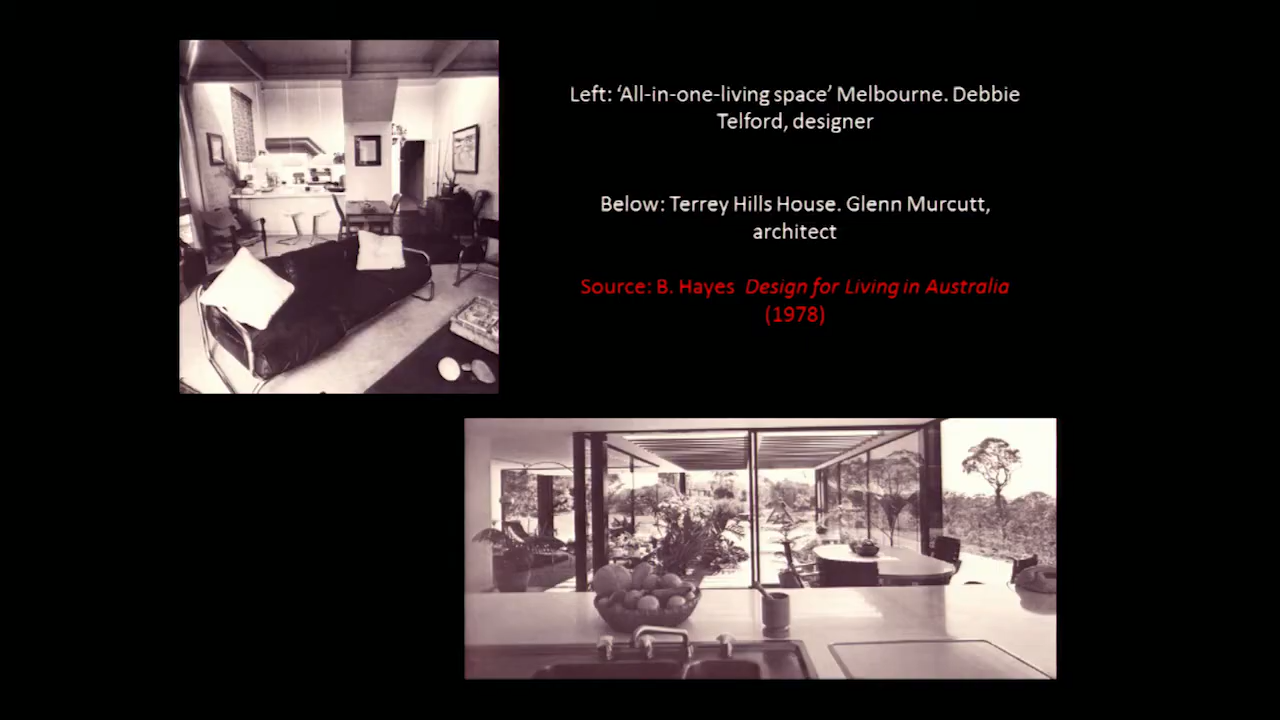 Left: ‘All-in-one-living space’ Melbourne. Debbie
Telford, designer
Below: Terrey Hills House. Glenn Murcutt,
architect
Source: B. Hayes Design for Living in Australia
(1978)